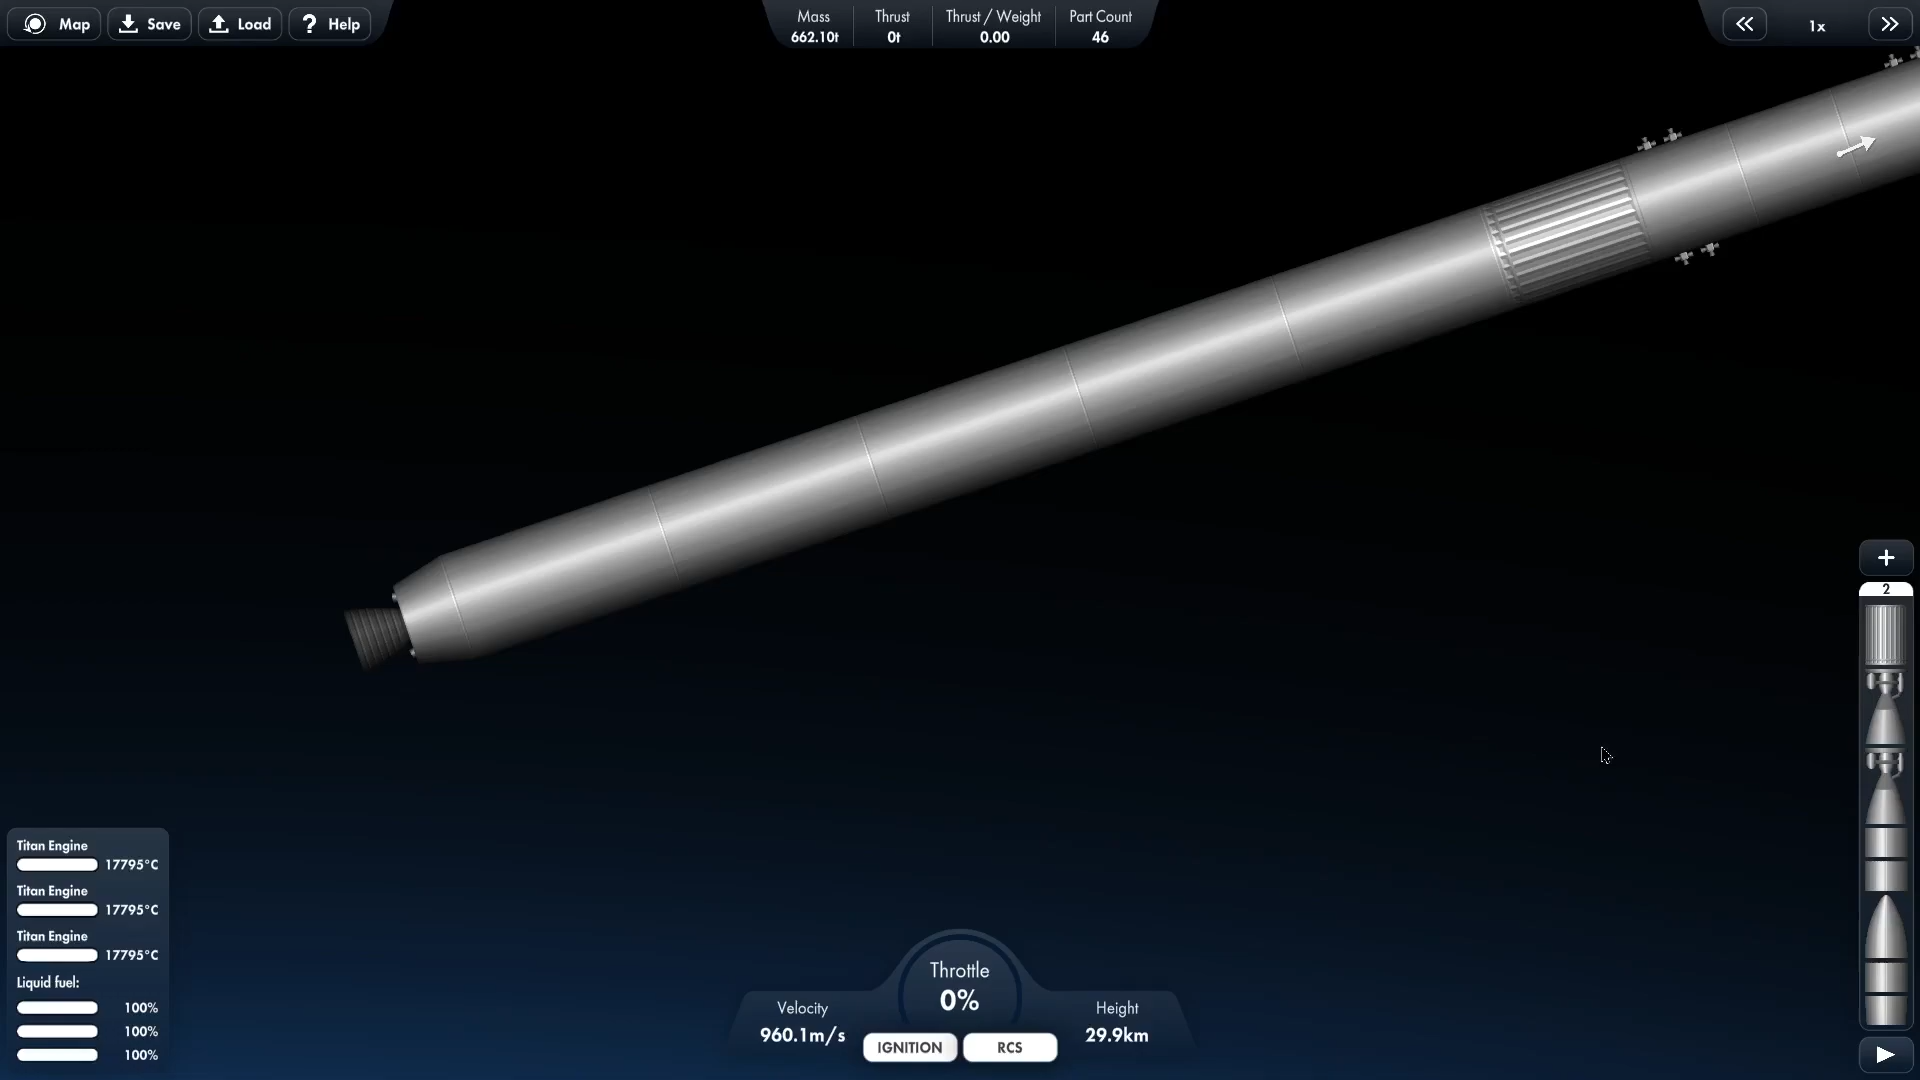 Map
Save
Load
? Help
Mass
662.10t
Thrust
0t
Thrust / Weight
0.00
Part Count
46
1x
2
Titan Engine
17795°C
Titan Engine
17795°C
Titan Engine
17795°C
Liquid fuel:
100%
100%
100%
Throttle
0%
Velocity
960.1m/s
Height
29.9km
IGNITION
RCS